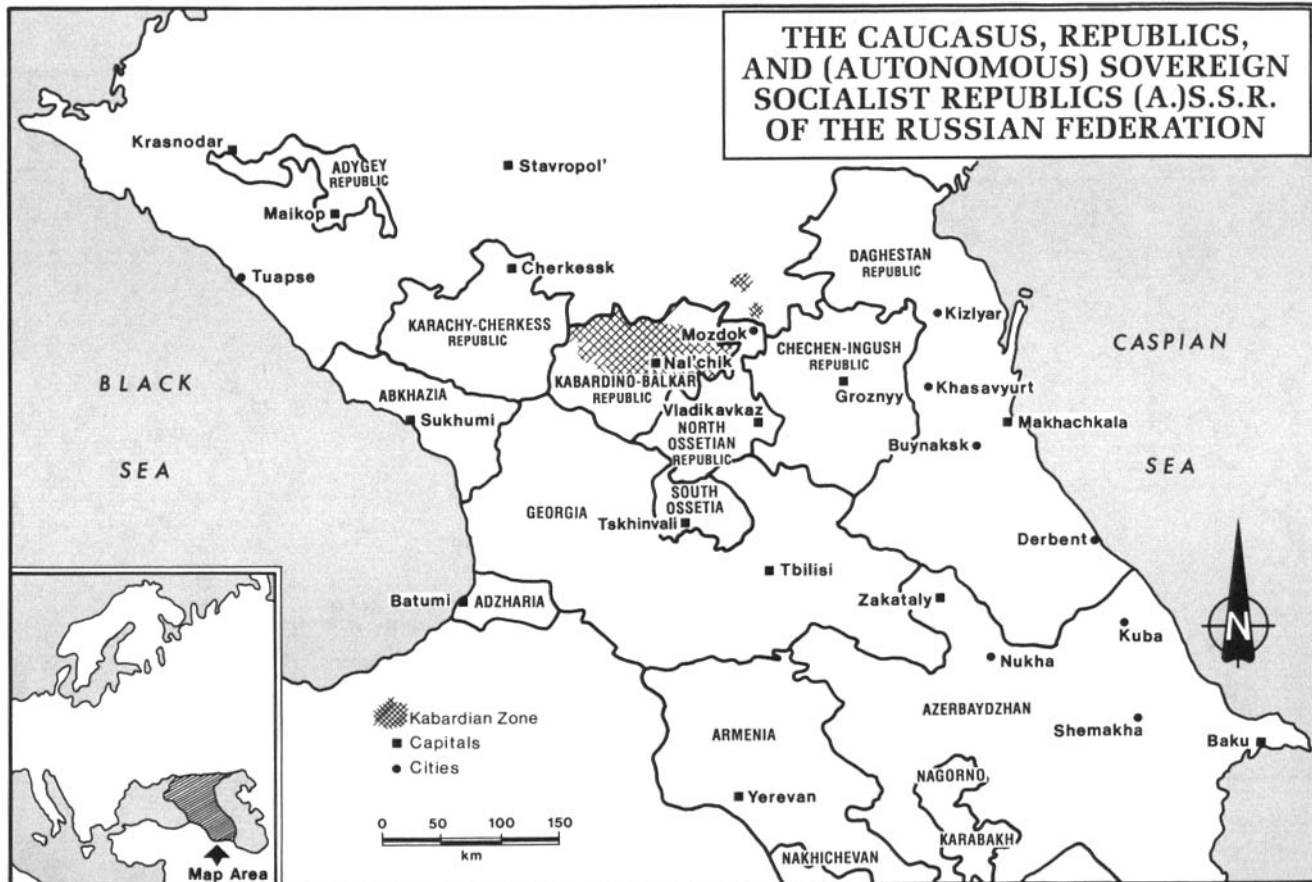 THE CAUCASUS, REPUBLICS,
AND (AUTONOMOUS) SOVEREIGN
SOCIALIST REPUBLICS (A.)S.S.R.
OF THE RUSSIAN FEDERATION
Krasnodar
ADYGEY
REPUBLIC
Maikop
Stavropol'
Tuapse
Cherkessk
KARACHY-CHERKESS
REPUBLIC
DAGHESTAN
REPUBLIC
Kizlyar
Mozdok
Nal'chik
KABARDINO-BALKAR
REPUBLIC
CHECHEN-INGUSH
REPUBLIC
Groznyy
Khasavyurt
CASPIAN
SEA
BLACK
SEA
ABKHAZIA
Sukhumi
Vladikavkaz
NORTH
OSSETIAN
REPUBLIC
Makhachkala
Buynaksk
SOUTH
OSSETIA
Tskhinvali
GEORGIA
Derbent
Tbilisi
Batumi
ADZHARIA
Zakataly
Kuba
Nukha
N
AZERBAYDZHAN
Shemakha
Baku
ARMENIA
Yerevan
NAGORNO
KARABAKH
NAKHICHEVAN
Kabardian Zone
Capitals
Cities
0 50 100 150
km
Map Area